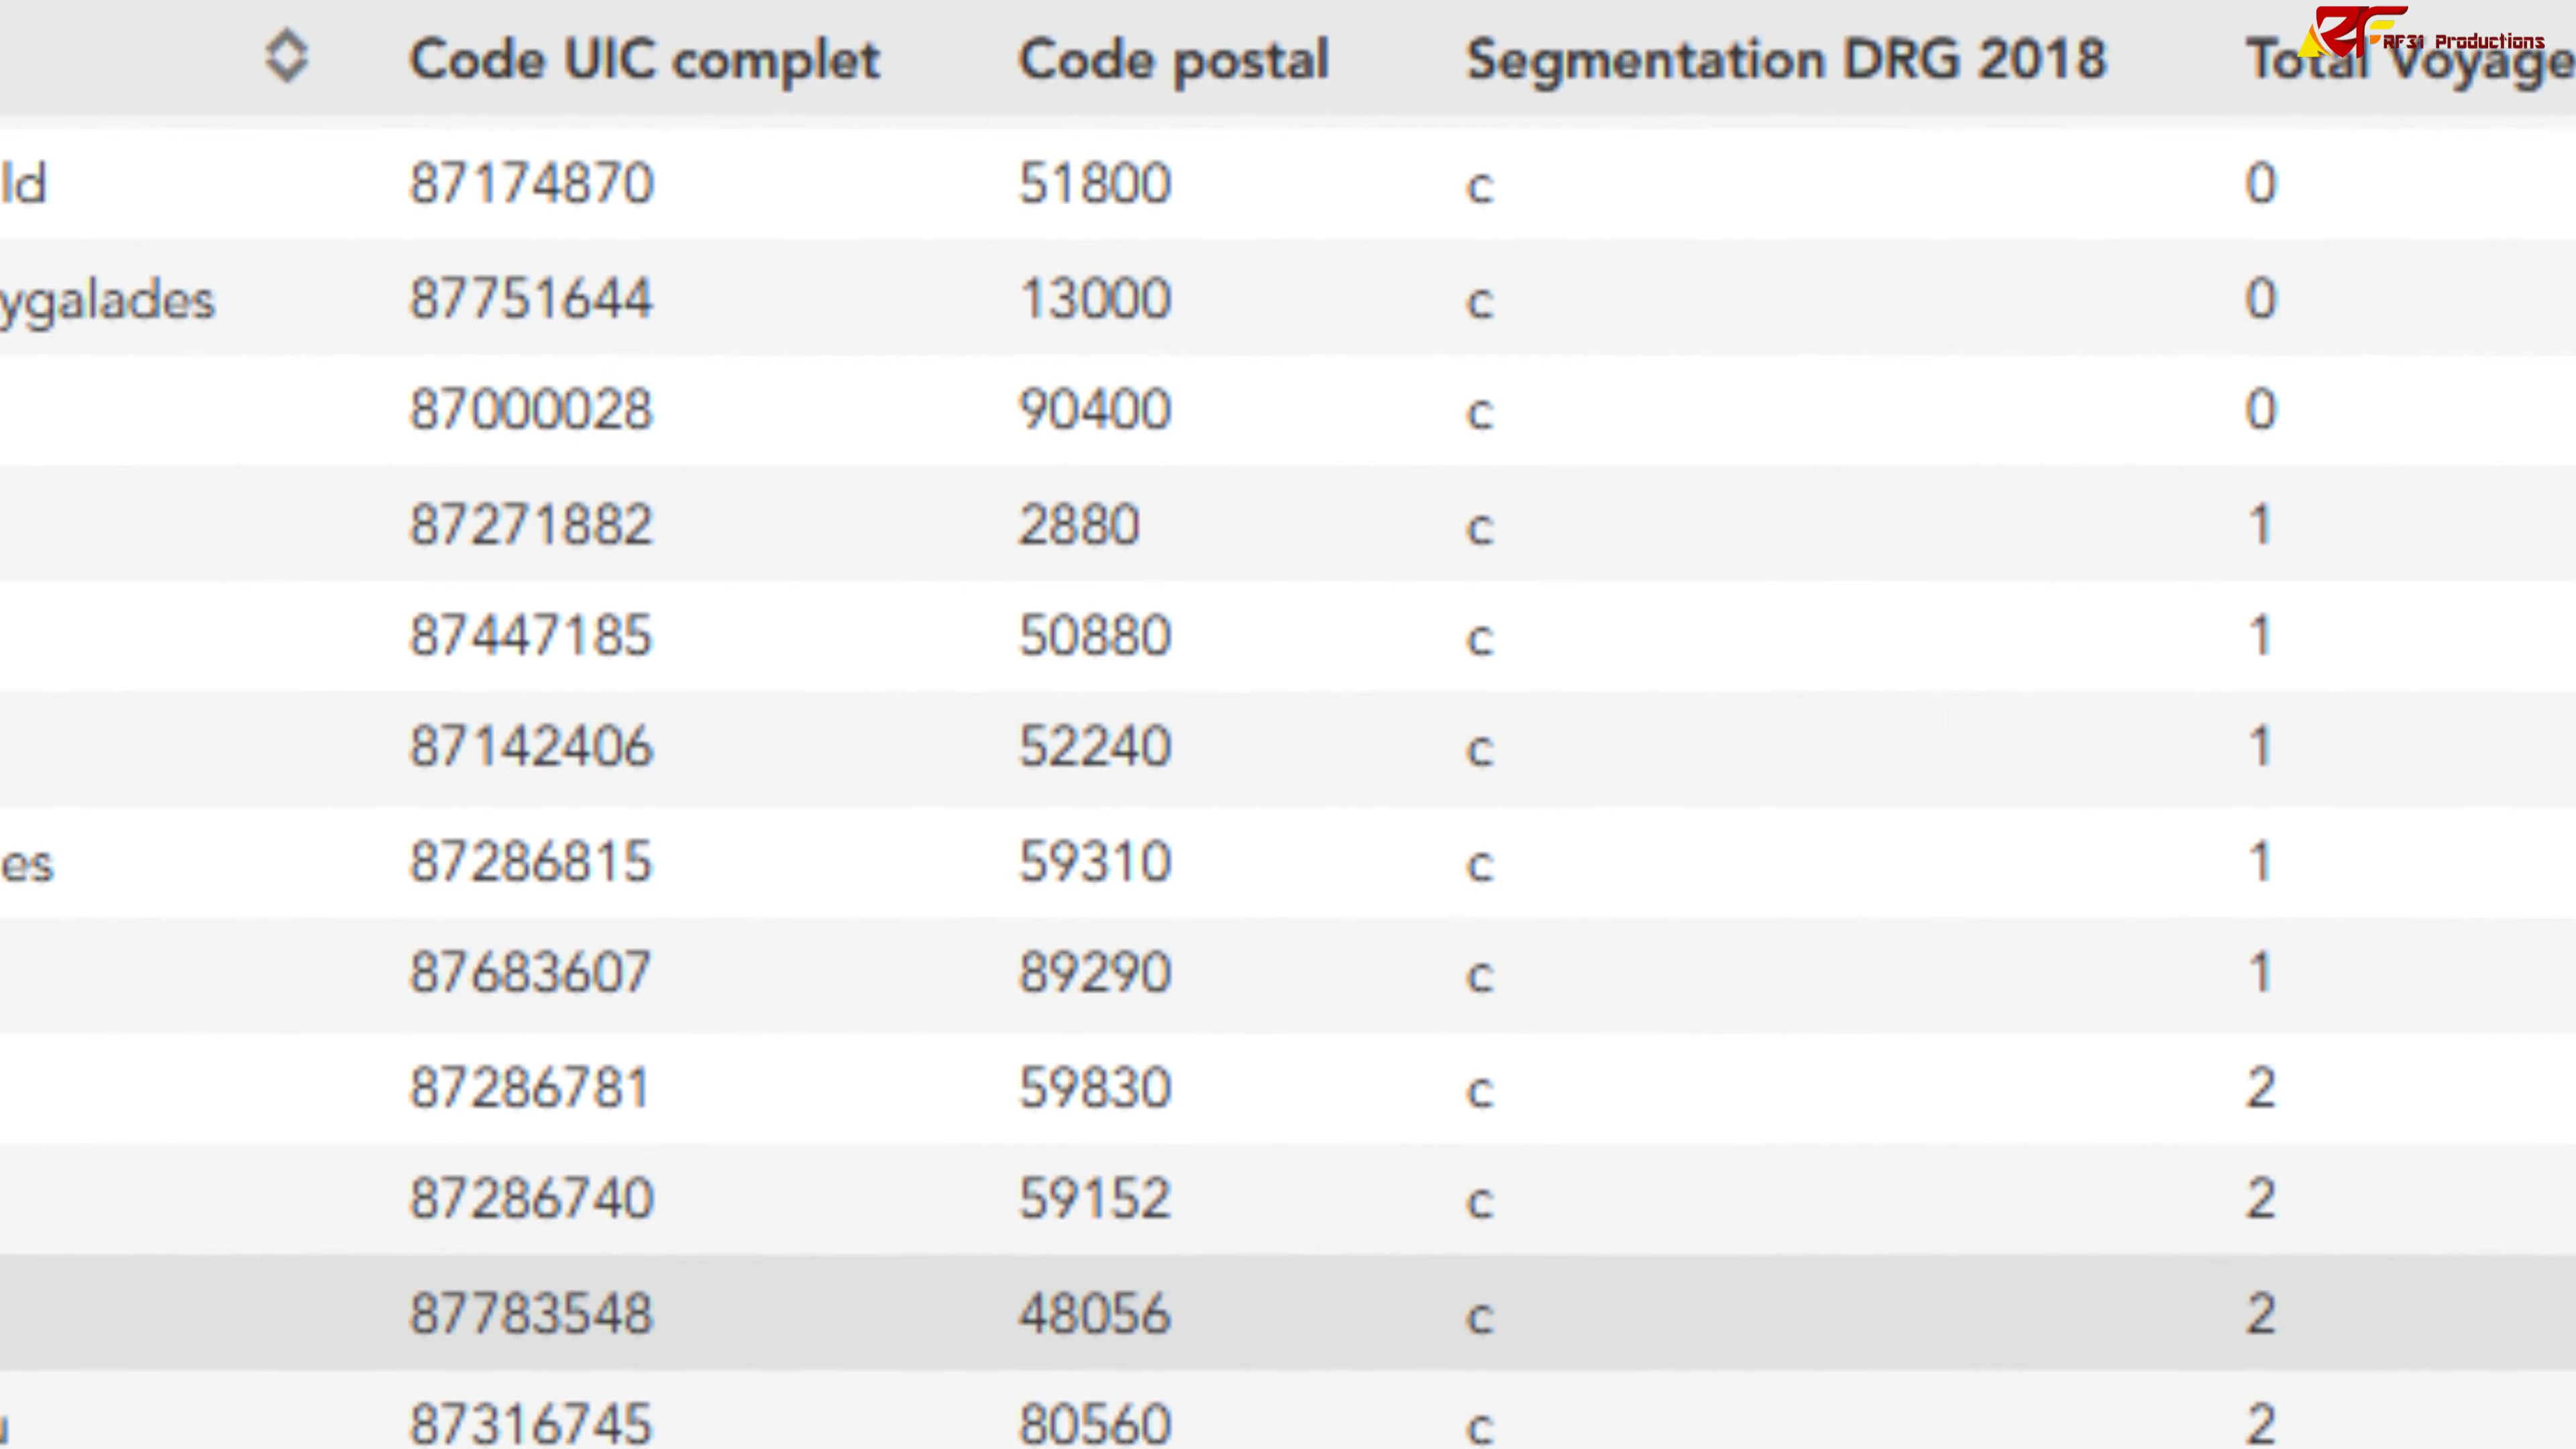 Code UIC complet Code postal Segmentation DRG 2018 Total Voyage
RF31 Productions
ld 87174870 51800 c 0
ygalades 87751644 13000 c 0
87000028 90400 c 0
87271882 2880 c 1
87447185 50880 c 1
87142406 52240 c 1
es 87286815 59310 c 1
87683607 89290 c 1
87286781 59830 c 2
87286740 59152 c 2
87783548 48056 c 2
87316745 80560 c 2